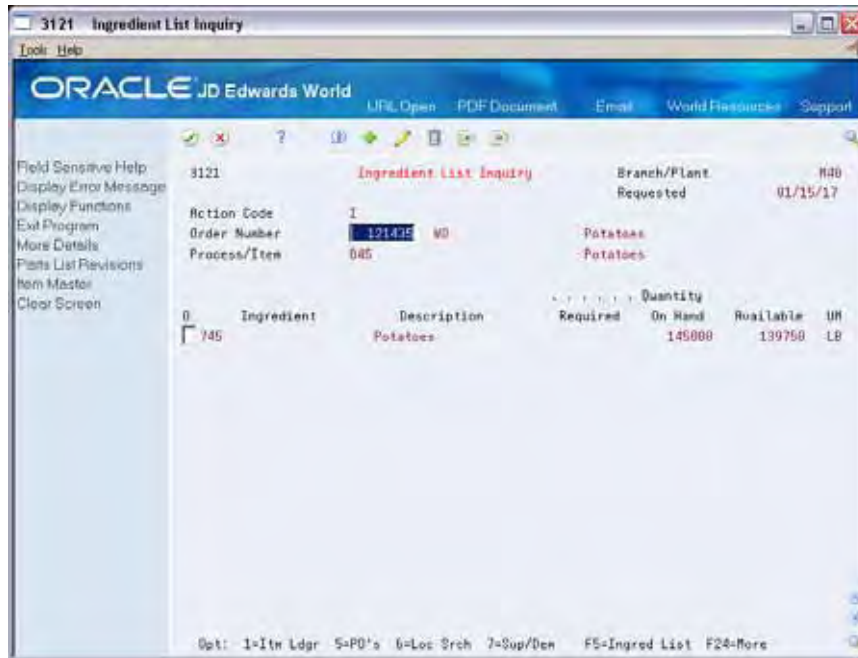 3121 Ingredient List Inquiry
Tools Help
ORACLE JD Edwards World
URL Open PDF Document Email World Resources Support
Field Sensitive Help
Display Error Message
Display Functions
Exit Program
More Details
Parts List Revisions
Item Master
Clear Screen
3121 Ingredient List Inquiry Branch/Plant M40
Requested 01/15/17
Action Code I
Order Number 121435 WO Potatoes
Process/Item Potatoes
. . . . . . Quantity
O Ingredient Description Required On Hand Available UM
745 Potatoes 145000 139750 LB
Opt: 1=Itm Ldgr 5=PO's 6=Loc Srch 7=Sup/Dem F5=Ingred List F24=More